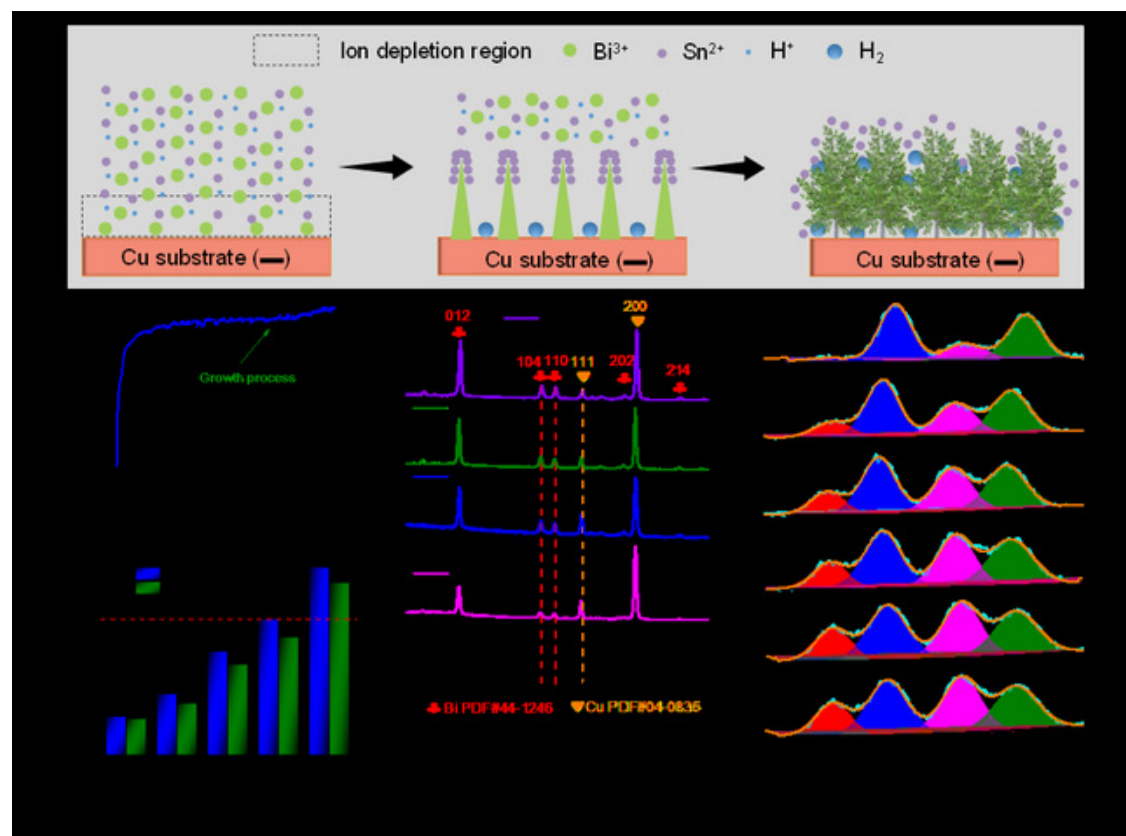 Ion depletion region Bi³⁺ Sn²⁺ H⁺ H₂
Cu substrate (▬) Cu substrate (▬) Cu substrate (▬)
Growth process
012
104
110
111
200
202
214
Bi PDF#44-1246 Cu PDF#04-0836